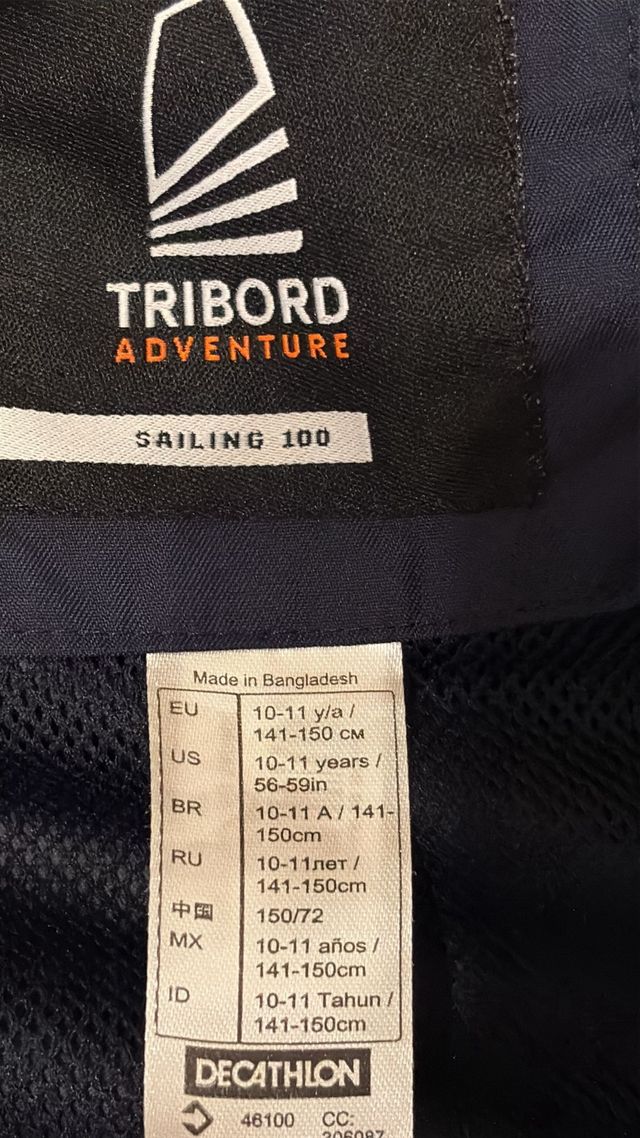 TRIBORD
ADVENTURE
SAILING 100
Made in Bangladesh
EU 10-11 y/a /
141-150 см
US 10-11 years /
56-59in
BR 10-11 A / 141-
150cm
RU 10-11лет /
141-150cm
中国 150/72
MX 10-11 años /
141-150cm
ID 10-11 Tahun /
141-150cm
DECATHLON
46100 CC: